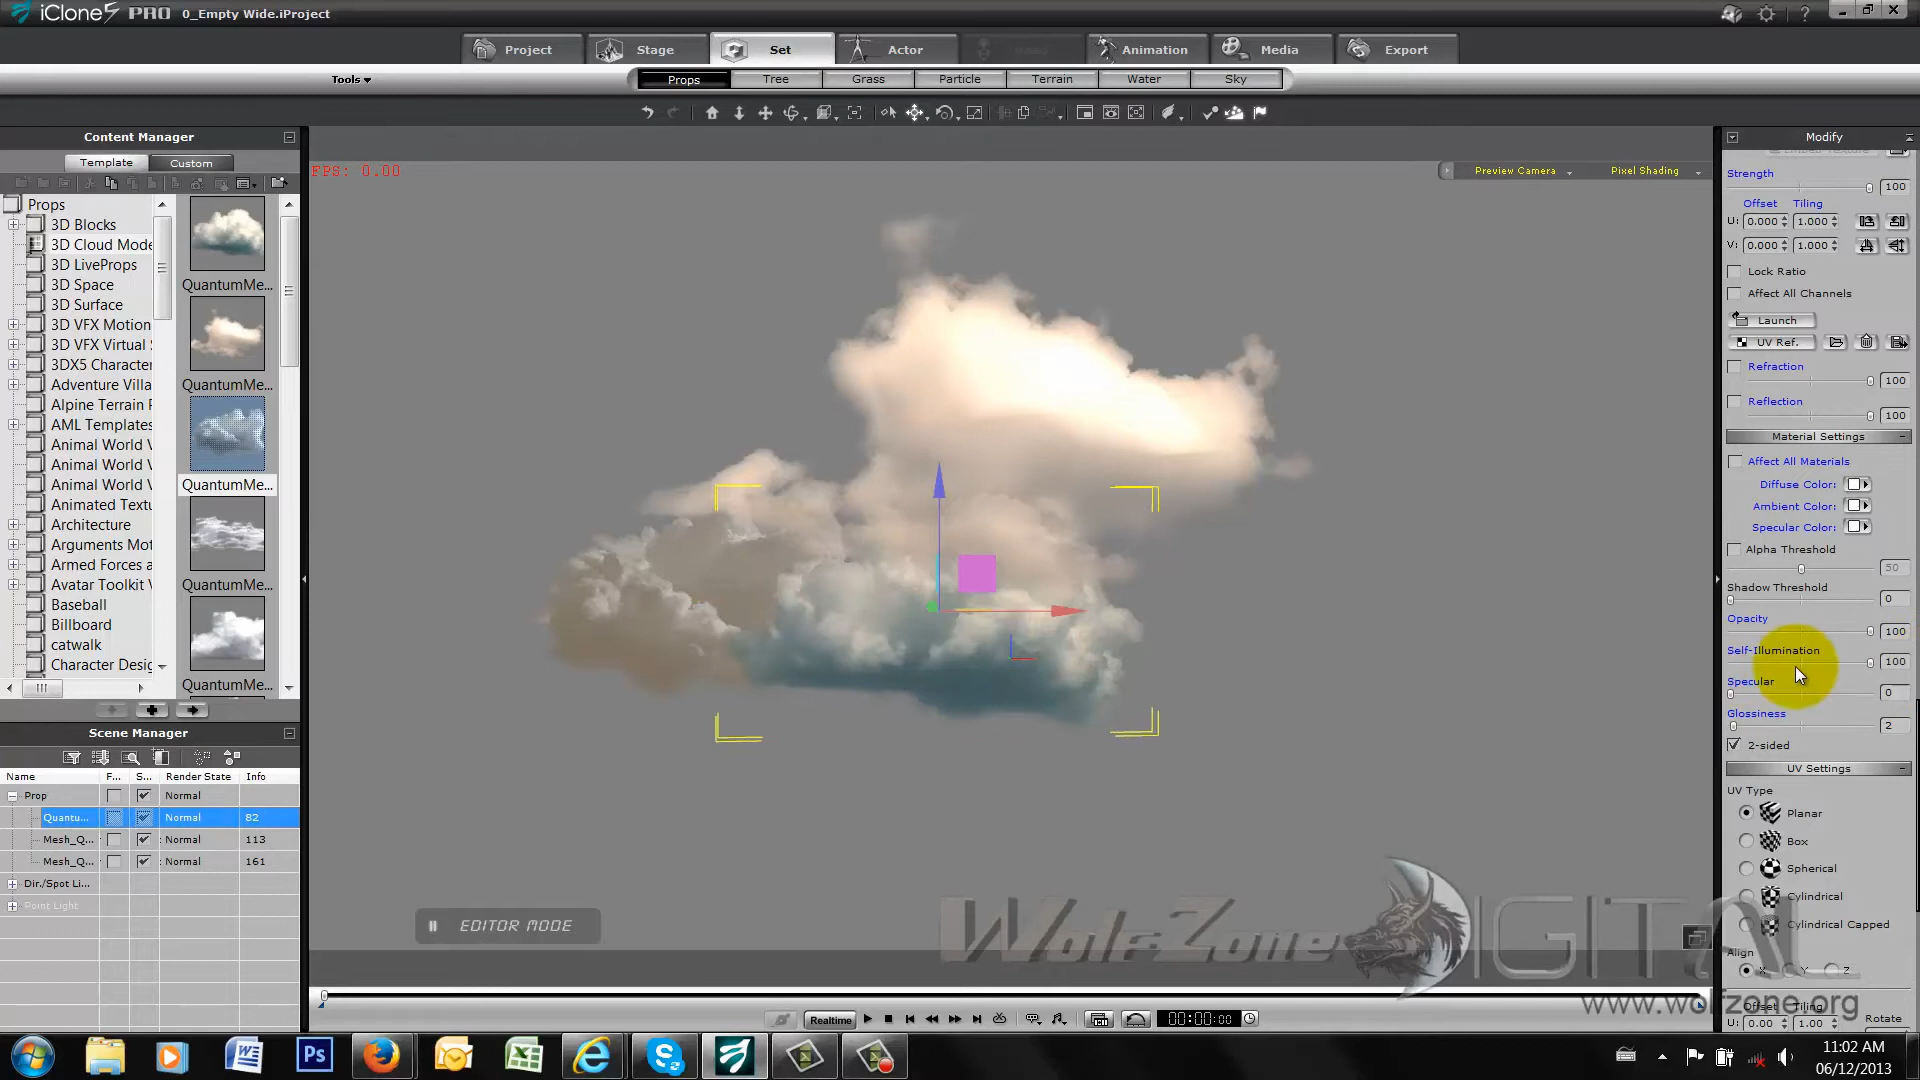 iClone5 PRO 0_Empty Wide.iProject
Project Stage Set Actor Animation Media Export
Tools
Props Tree Grass Particle Terrain Water Sky
Content Manager
Template Custom
Props
3D Blocks
3D Cloud Mode
3D LiveProps
3D Space
3D Surface
3D VFX Motion
3D VFX Virtual
3DX5 Character
Adventure Villa
Alpine Terrain
AML Templates
Animal World V
Animal World V
Animal World V
Animated Textu
Architecture
Arguments Mot
Armed Forces a
Avatar Toolkit V
Baseball
Billboard
catwalk
Character Desig
QuantumMe...
QuantumMe...
QuantumMe...
QuantumMe...
QuantumMe...
Scene Manager
Name F... S... Render State Info
Prop Normal
Quantu... Normal 82
Mesh_Q... Normal 113
Mesh_Q... Normal 161
Dir./Spot Li...
Point Light
FPS: 0.00
Preview Camera Pixel Shading
EDITOR MODE
WolfZone DIGITAL
www.wolfzone.org
Realtime 00:00:00
Modify
Strength
100
Offset Tiling
U: 0.000 1.000
V: 0.000 1.000
Lock Ratio
Affect All Channels
Launch
UV Ref.
Refraction
100
Reflection
100
Material Settings
Affect All Materials
Diffuse Color:
Ambient Color:
Specular Color:
Alpha Threshold
50
Shadow Threshold
0
Opacity
100
Self-Illumination
100
Specular
0
Glossiness
2
2-sided
UV Settings
UV Type
Planar
Box
Spherical
Cylindrical
Cylindrical Capped
Align
X Y Z
Offset Tiling
U: 0.00 1.00 Rotate
11:02 AM
06/12/2013